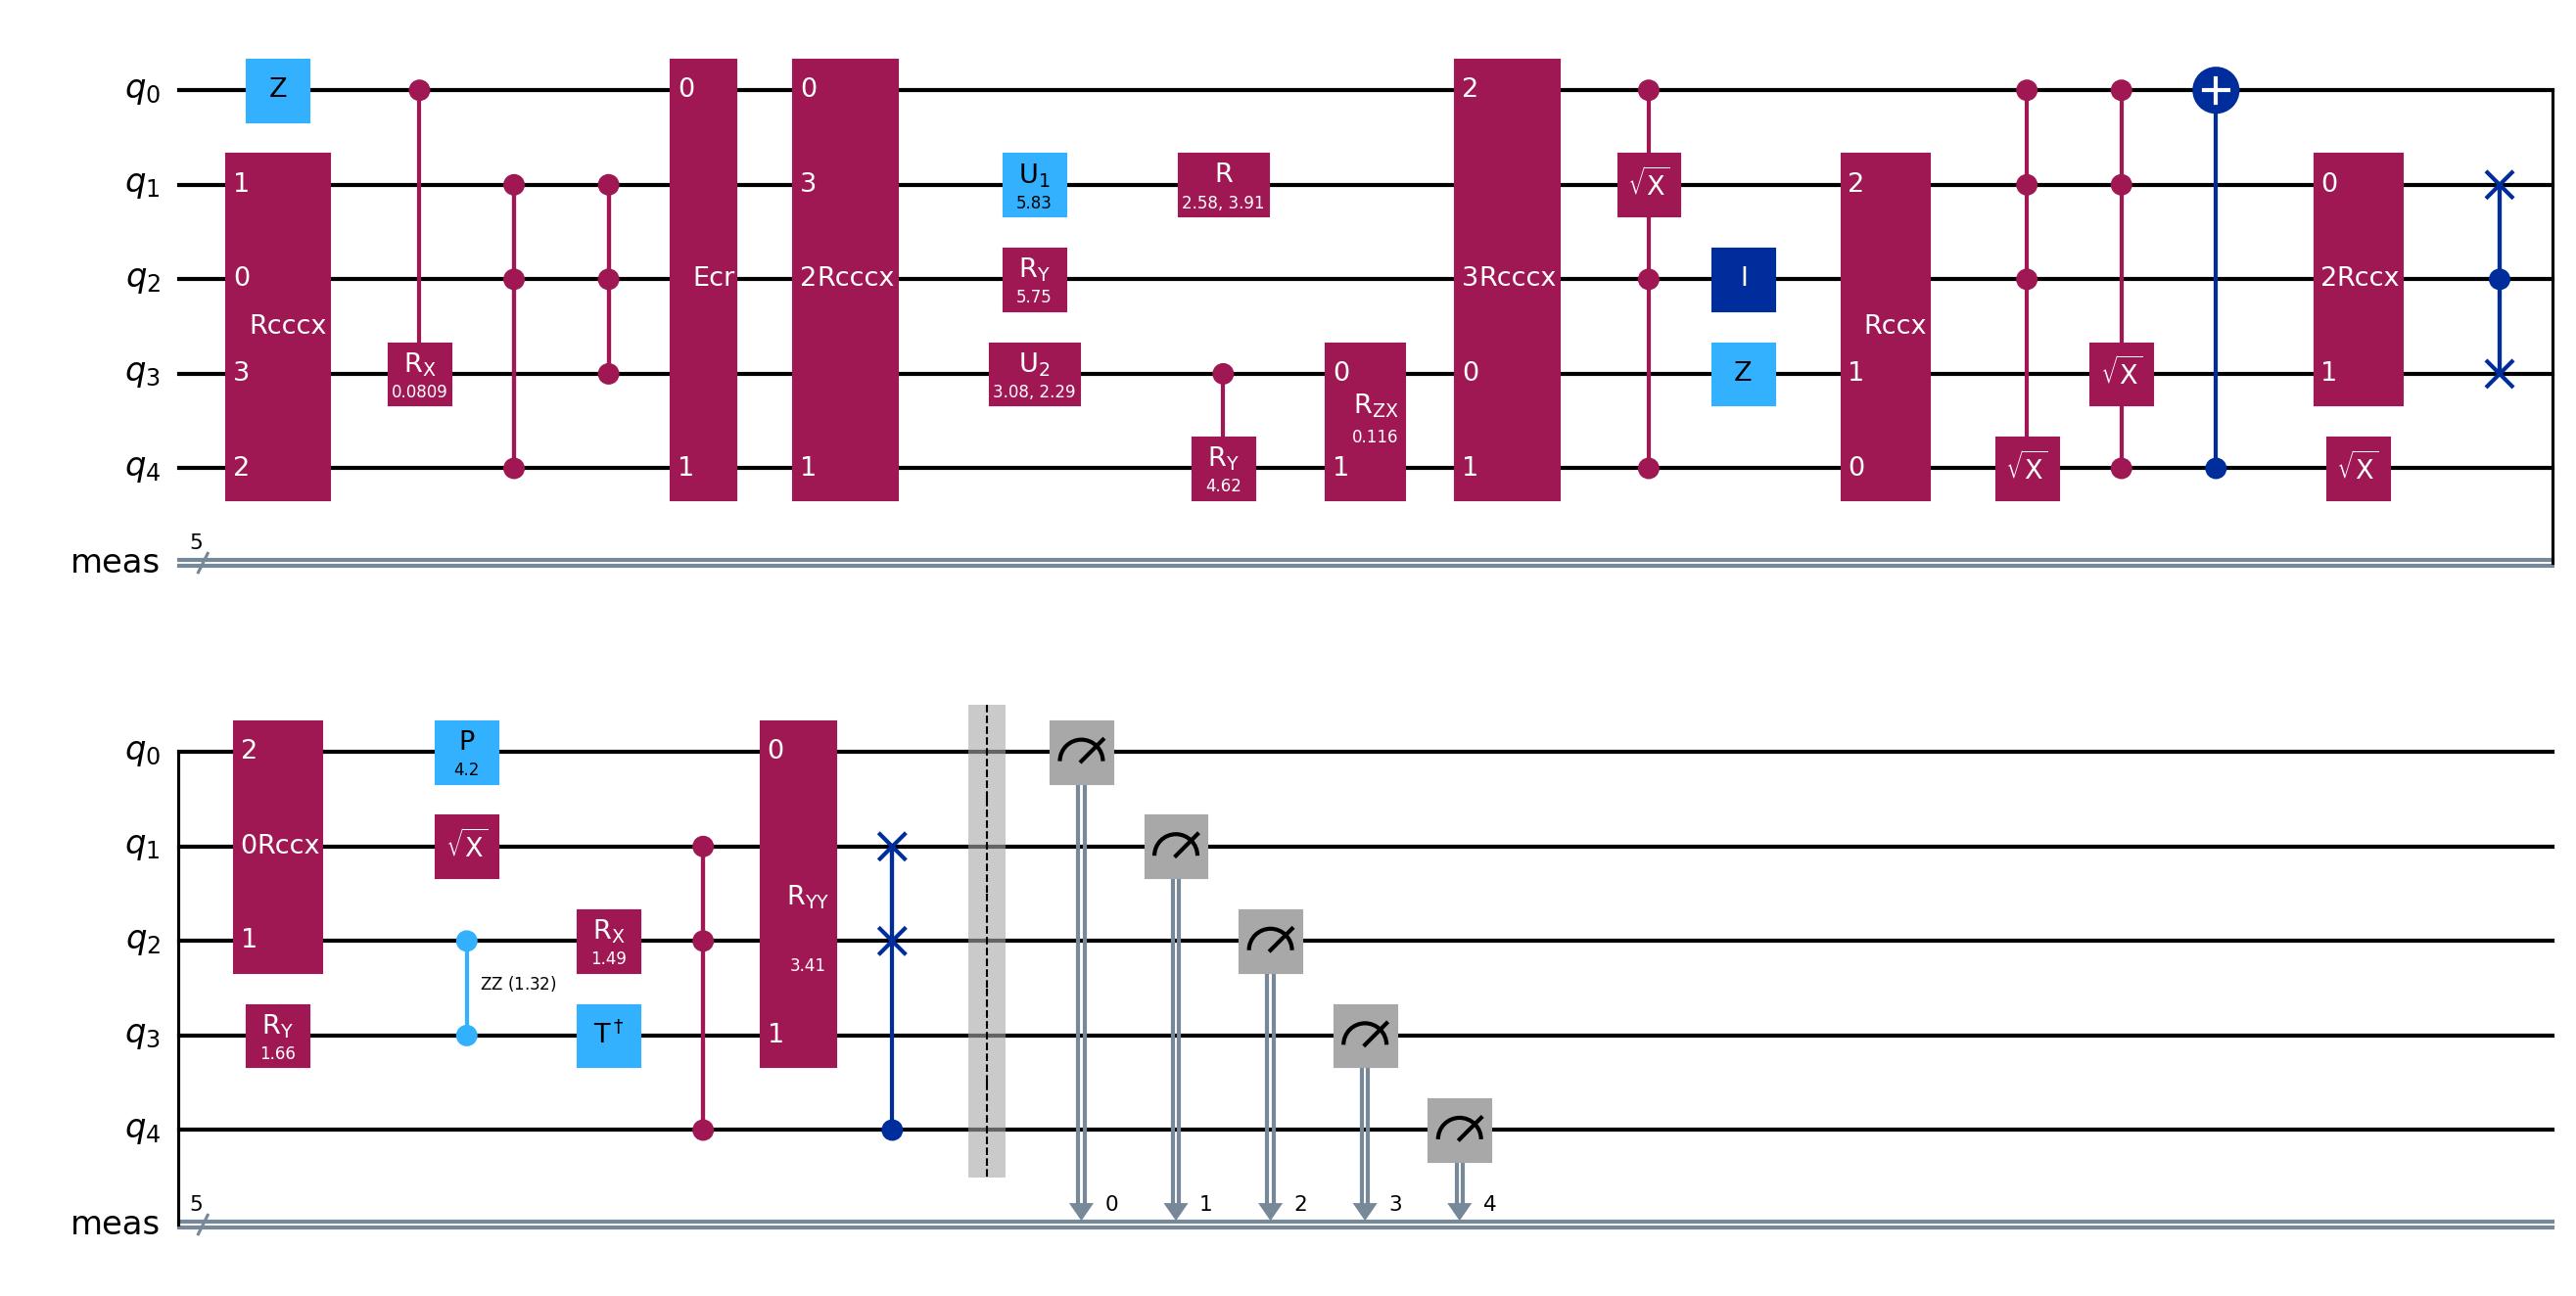 q0 Z 0 0 2
q1 1 3 U1 5.83 R 2.58, 3.91 √X 2 0
q2 0 Rcccx Ecr 2Rcccx RY 5.75 3Rcccx I Rccx 2Rccx
q3 3 RX 0.0809 U2 3.08, 2.29 0 RZX 0.116 0 Z 1 √X 1
q4 2 1 1 RY 4.62 1 1 0 √X √X
meas 5
q0 2 P 4.2 0
q1 0Rccx √X RYY
q2 1 ZZ (1.32) RX 1.49 3.41
q3 RY 1.66 T† 1
q4
meas 5 0 1 2 3 4